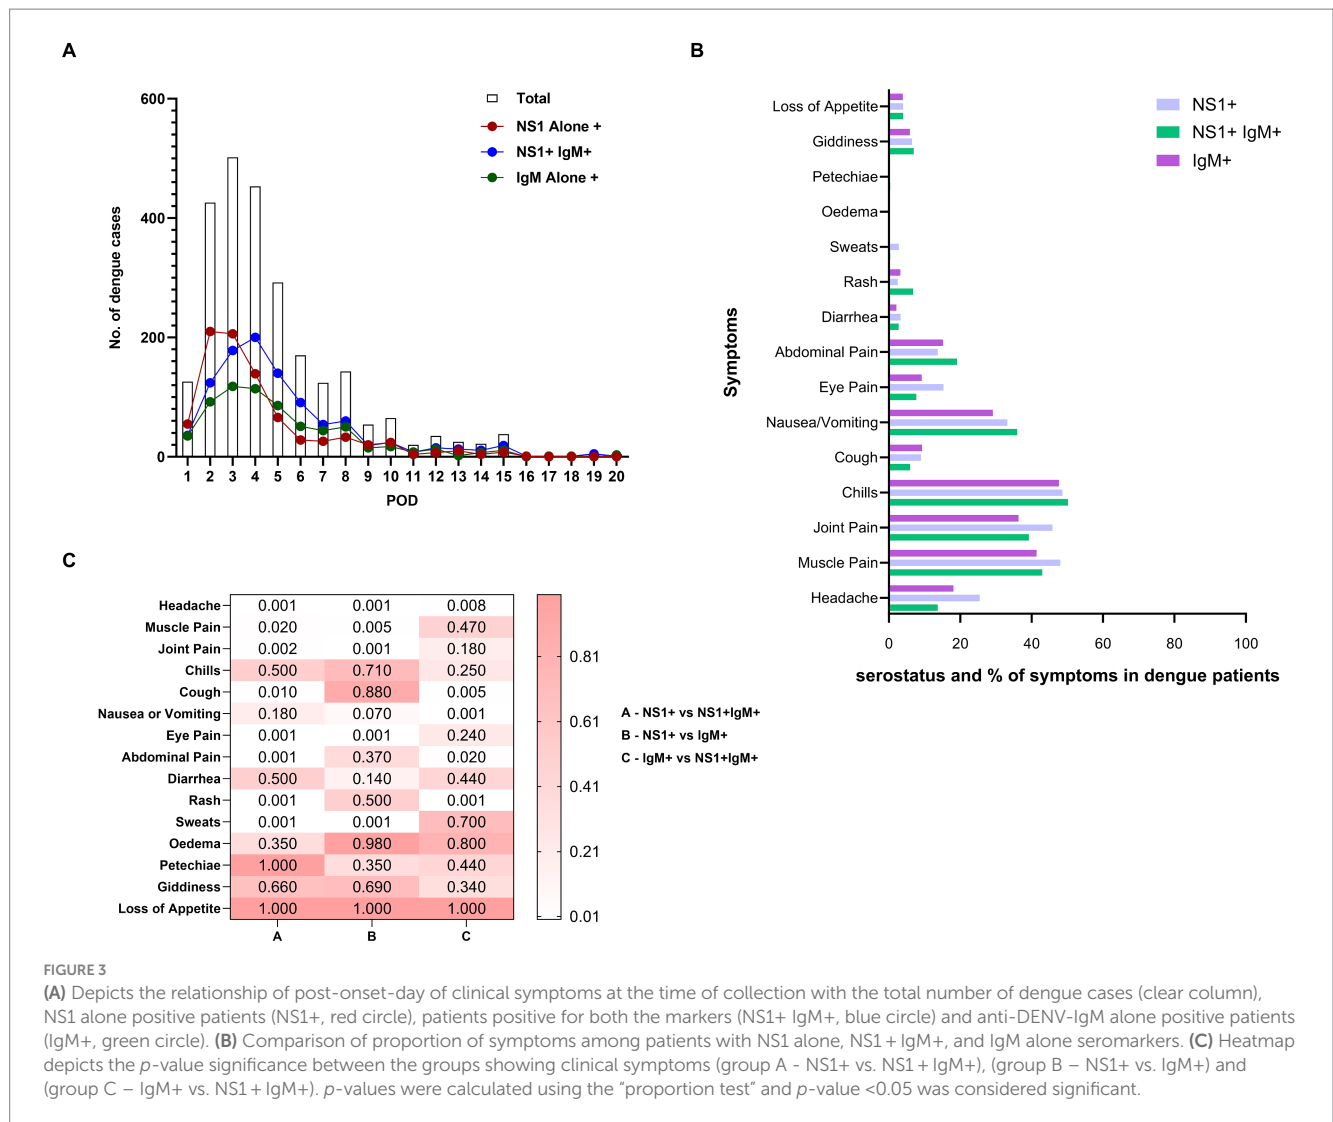 A
600
400
200
0
No. of dengue cases
Total
NS1 Alone +
NS1+ IgM+
IgM Alone +
1 2 3 4 5 6 7 8 9 10 11 12 13 14 15 16 17 18 19 20
POD
B
Symptoms
Loss of Appetite
Giddiness
Petechiae
Oedema
Sweats
Rash
Diarrhea
Abdominal Pain
Eye Pain
Nausea/Vomiting
Cough
Chills
Joint Pain
Muscle Pain
Headache
0 20 40 60 80 100
serostatus and % of symptoms in dengue patients
NS1+
NS1+ IgM+
IgM+
C
Headache 0.001 0.001 0.008
Muscle Pain 0.020 0.005 0.470
Joint Pain 0.002 0.001 0.180
Chills 0.500 0.710 0.250
Cough 0.010 0.880 0.005
Nausea or Vomiting 0.180 0.070 0.001
Eye Pain 0.001 0.001 0.240
Abdominal Pain 0.001 0.370 0.020
Diarrhea 0.500 0.140 0.440
Rash 0.001 0.500 0.001
Sweats 0.001 0.001 0.700
Oedema 0.350 0.980 0.800
Petechiae 1.000 0.350 0.440
Giddiness 0.660 0.690 0.340
Loss of Appetite 1.000 1.000 1.000
A B C
0.81
0.61
0.41
0.21
0.01
A - NS1+ vs NS1+IgM+
B - NS1+ vs IgM+
C - IgM+ vs NS1+IgM+
FIGURE 3
(A) Depicts the relationship of post-onset-day of clinical symptoms at the time of collection with the total number of dengue cases (clear column),
NS1 alone positive patients (NS1+, red circle), patients positive for both the markers (NS1+ IgM+, blue circle) and anti-DENV-IgM alone positive patients
(IgM+, green circle). (B) Comparison of proportion of symptoms among patients with NS1 alone, NS1 + IgM+, and IgM alone seromarkers. (C) Heatmap
depicts the p-value significance between the groups showing clinical symptoms (group A - NS1+ vs. NS1 + IgM+), (group B – NS1+ vs. IgM+) and
(group C – IgM+ vs. NS1 + IgM+). p-values were calculated using the “proportion test” and p-value <0.05 was considered significant.